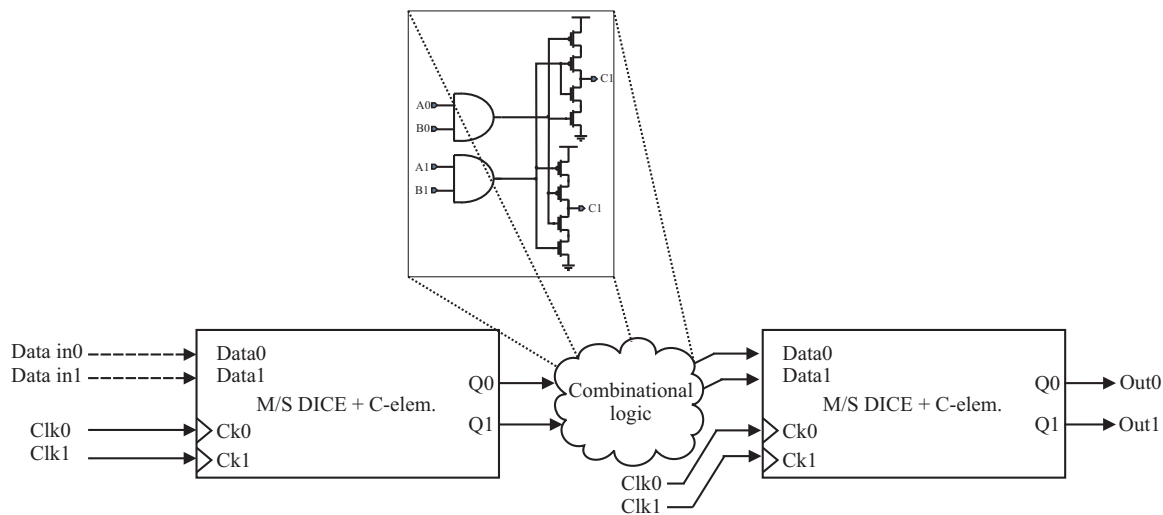 C1
A0
B0
A1
B1
C1
Data in0
Data in1
Clk0
Clk1
Data0
Data1
M/S DICE + C-elem.
Ck0
Ck1
Q0
Q1
Combinational
logic
Clk0
Clk1
Data0
Data1
M/S DICE + C-elem.
Ck0
Ck1
Q0
Q1
Out0
Out1